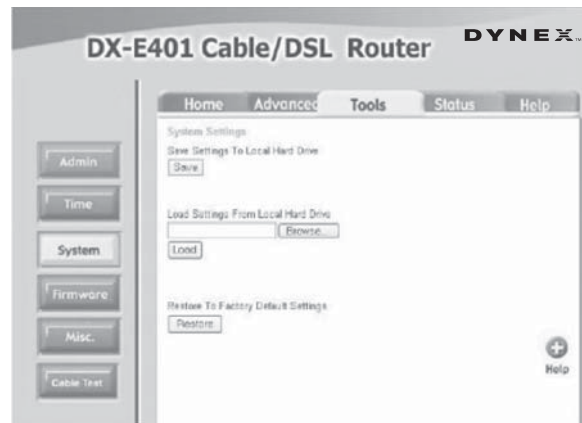 DX-E401 Cable/DSL Router
DYNEX™
Home Advanced Tools Status Help
System Settings
Save Settings To Local Hard Drive
Save
Load Settings From Local Hard Drive
Browse...
Load
Restore To Factory Default Settings
Restore
Admin
Time
System
Firmware
Misc.
Cable Test
Help